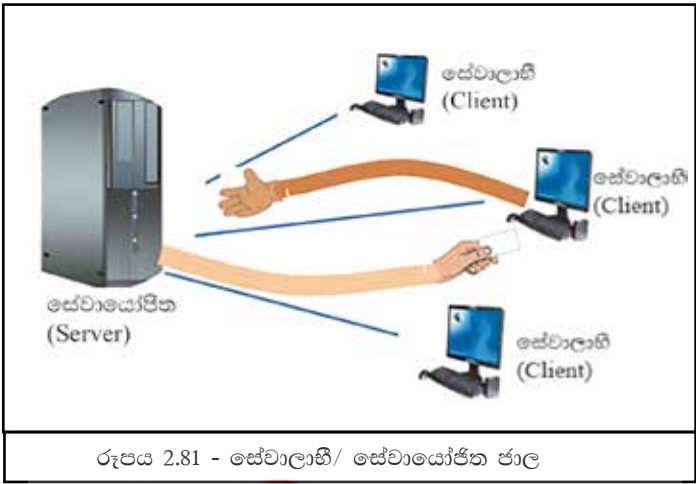 සේවාලාභී
(Client)
සේවාලාභී
(Client)
සේවායෝපිත
(Server)
සේවාලාභී
(Client)
රූපය 2.81 - සේවාලාභී/ සේවායෝජිත ජාල